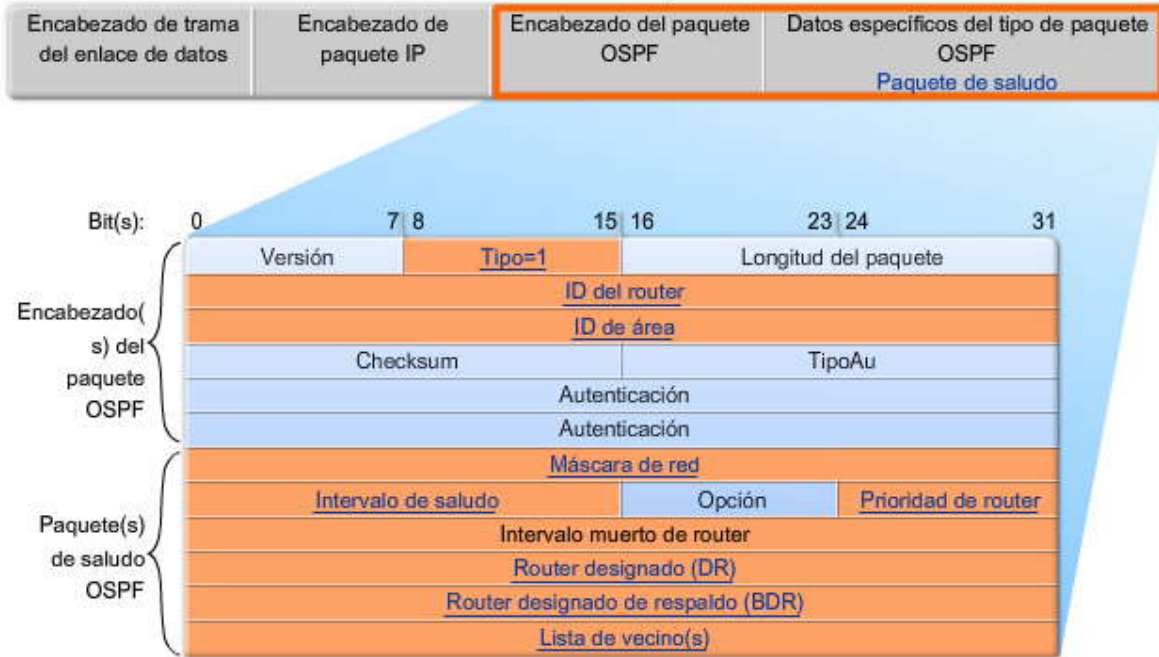 Encabezado de trama
del enlace de datos
Encabezado de
paquete IP
Encabezado del paquete
OSPF
Datos específicos del tipo de paquete
OSPF
Paquete de saludo
Bit(s): 0 7 8 15 16 23 24 31
Encabezado(
s) del
paquete
OSPF
Versión Tipo=1 Longitud del paquete
ID del router
ID de área
Checksum TipoAu
Autenticación
Autenticación
Paquete(s)
de saludo
OSPF
Máscara de red
Intervalo de saludo Opción Prioridad de router
Intervalo muerto de router
Router designado (DR)
Router designado de respaldo (BDR)
Lista de vecino(s)